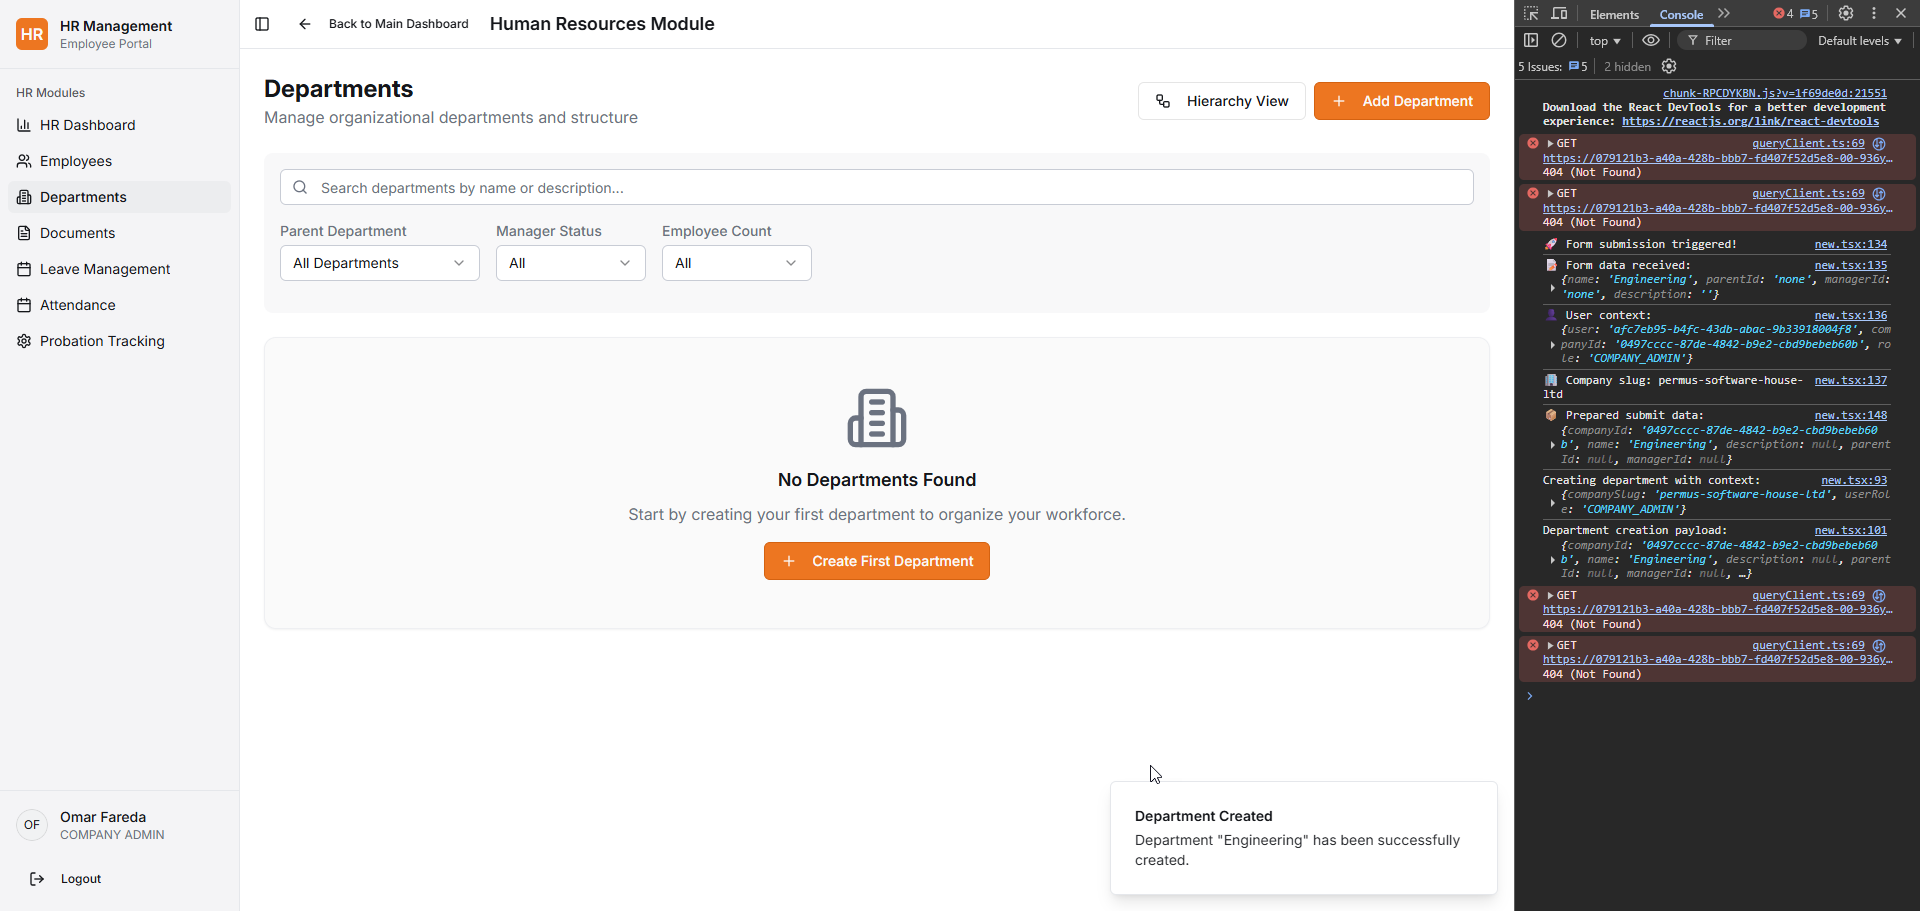 HR
HR Management
Employee Portal
HR Modules
HR Dashboard
Employees
Departments
Documents
Leave Management
Attendance
Probation Tracking
OF
Omar Fareda
COMPANY ADMIN
Logout
Back to Main Dashboard
Human Resources Module
Departments
Manage organizational departments and structure
Hierarchy View
Add Department
Search departments by name or description...
Parent Department
Manager Status
Employee Count
All Departments
All
All
No Departments Found
Start by creating your first department to organize your workforce.
Create First Department
Department Created
Department "Engineering" has been successfully
created.
Elements
Console
4
5
top
Filter
Default levels
5 Issues:
5
2 hidden
chunk-RPCDYKBN.js?v=1f69de0d:21551
Download the React DevTools for a better development
experience: https://reactjs.org/link/react-devtools
GET queryClient.ts:69
https://079121b3-a40a-428b-bbb7-fd407f52d5e8-00-936y…
404 (Not Found)
GET queryClient.ts:69
https://079121b3-a40a-428b-bbb7-fd407f52d5e8-00-936y…
404 (Not Found)
🚀 Form submission triggered! new.tsx:134
📝 Form data received: new.tsx:135
{name: 'Engineering', parentId: 'none', managerId:
'none', description: ''}
👤 User context: new.tsx:136
{user: 'afc7eb95-b4fc-43db-abac-9b33918004f8', com
panyId: '0497cccc-87de-4842-b9e2-cbd9bebeb60b', ro
le: 'COMPANY_ADMIN'}
🏢 Company slug: permus-software-house- new.tsx:137
ltd
📦 Prepared submit data: new.tsx:148
{companyId: '0497cccc-87de-4842-b9e2-cbd9bebeb60
b', name: 'Engineering', description: null, parent
Id: null, managerId: null}
Creating department with context: new.tsx:93
{companySlug: 'permus-software-house-ltd', userRol
e: 'COMPANY_ADMIN'}
Department creation payload: new.tsx:101
{companyId: '0497cccc-87de-4842-b9e2-cbd9bebeb60
b', name: 'Engineering', description: null, parent
Id: null, managerId: null, …}
GET queryClient.ts:69
https://079121b3-a40a-428b-bbb7-fd407f52d5e8-00-936y…
404 (Not Found)
GET queryClient.ts:69
https://079121b3-a40a-428b-bbb7-fd407f52d5e8-00-936y…
404 (Not Found)